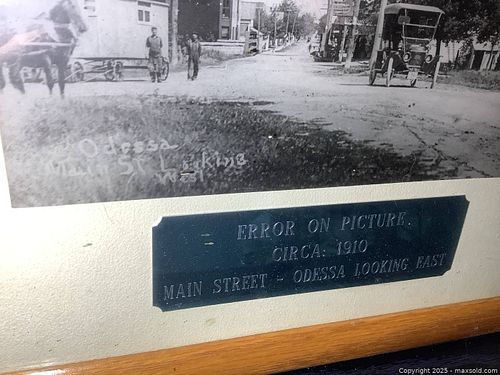 Odessa
Main St Looking
West
ERROR ON PICTURE.
CIRCA: 1910
MAIN STREET - ODESSA LOOKING EAST
Copyright 2025 - maxsold.com